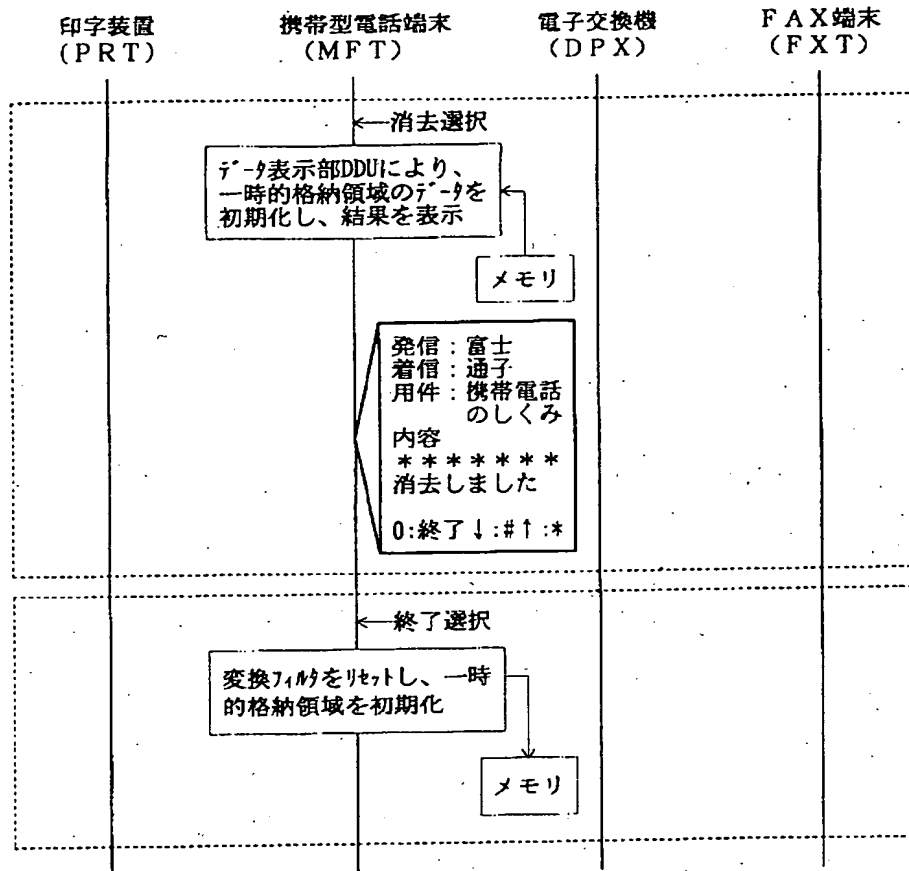 印字装置
(PRT)
携帯型電話端末
(MFT)
電子交換機
(DPX)
FAX端末
(FXT)
←消去選択
データ表示部DDUにより、
一時的格納領域のデータを
初期化し、結果を表示
メモリ
発信:富士
着信:通子
用件:携帯電話
のしくみ
内容
*******
消去しました
0:終了↓:#↑:*
←終了選択
変換フィルタをリセットし、一時
的格納領域を初期化
メモリ